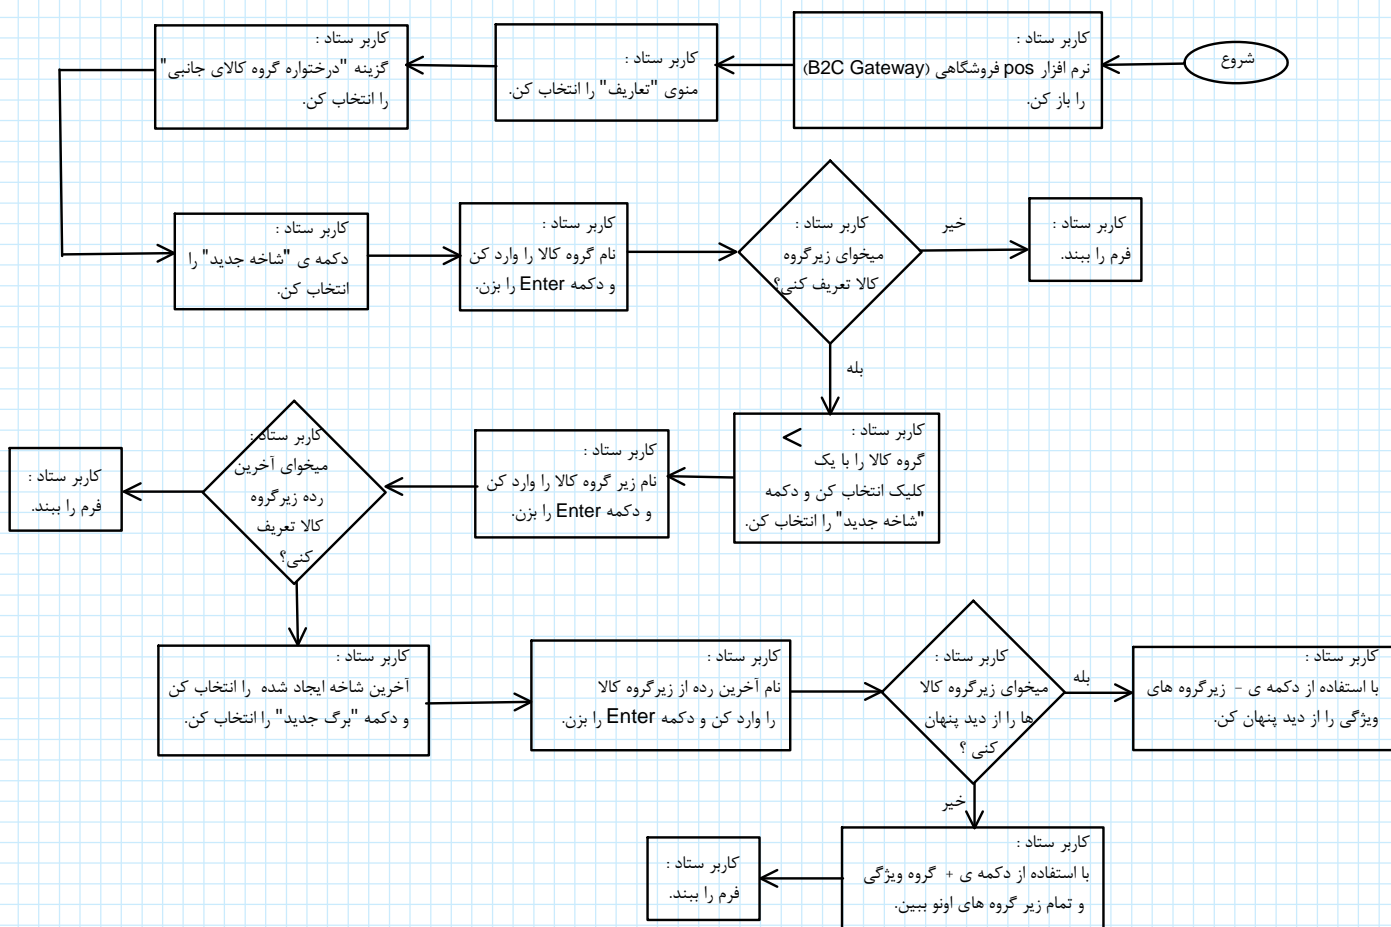 شروع
کاربر ستاد :
نرم افزار pos فروشگاهی (B2C Gateway)
را باز کن.
کاربر ستاد :
منوی "تعاریف" را انتخاب کن.
کاربر ستاد :
گزینه "درختواره گروه کالای جانبی"
را انتخاب کن.
کاربر ستاد :
دکمه ی "شاخه جدید" را
انتخاب کن.
کاربر ستاد :
نام گروه کالا را وارد کن
و دکمه Enter را بزن.
کاربر ستاد :
میخوای زیرگروه
کالا تعریف کنی؟
خیر
کاربر ستاد :
فرم را ببند.
بله
کاربر ستاد :
گروه کالا را با یک
کلیک انتخاب کن و دکمه
"شاخه جدید" را انتخاب کن.
کاربر ستاد :
نام زیر گروه کالا را وارد کن
و دکمه Enter را بزن.
کاربر ستاد :
میخوای آخرین
رده زیرگروه
کالا تعریف
کنی؟
کاربر ستاد :
فرم را ببند.
کاربر ستاد :
آخرین شاخه ایجاد شده را انتخاب کن
و دکمه "برگ جدید" را انتخاب کن.
کاربر ستاد :
نام آخرین رده از زیرگروه کالا
را وارد کن و دکمه Enter را بزن.
کاربر ستاد :
میخوای زیرگروه کالا
ها را از دید پنهان
کنی ؟
بله
کاربر ستاد :
با استفاده از دکمه ی - زیرگروه های
ویژگی را از دید پنهان کن.
خیر
کاربر ستاد :
با استفاده از دکمه ی + گروه ویژگی
و تمام زیر گروه های اونو ببین.
کاربر ستاد :
فرم را ببند.